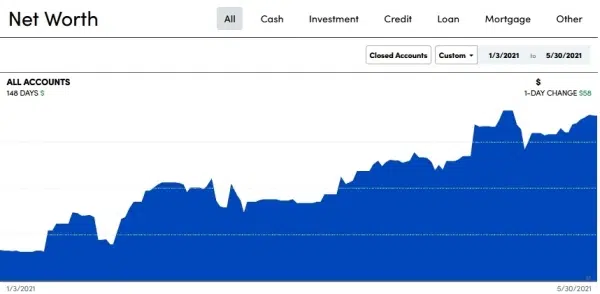 Net Worth All Cash Investment Credit Loan Mortgage Other
Closed Accounts Custom 1/3/2021 to 5/30/2021
ALL ACCOUNTS $
148 DAYS $ 1-DAY CHANGE $58
1/3/2021 5/30/2021